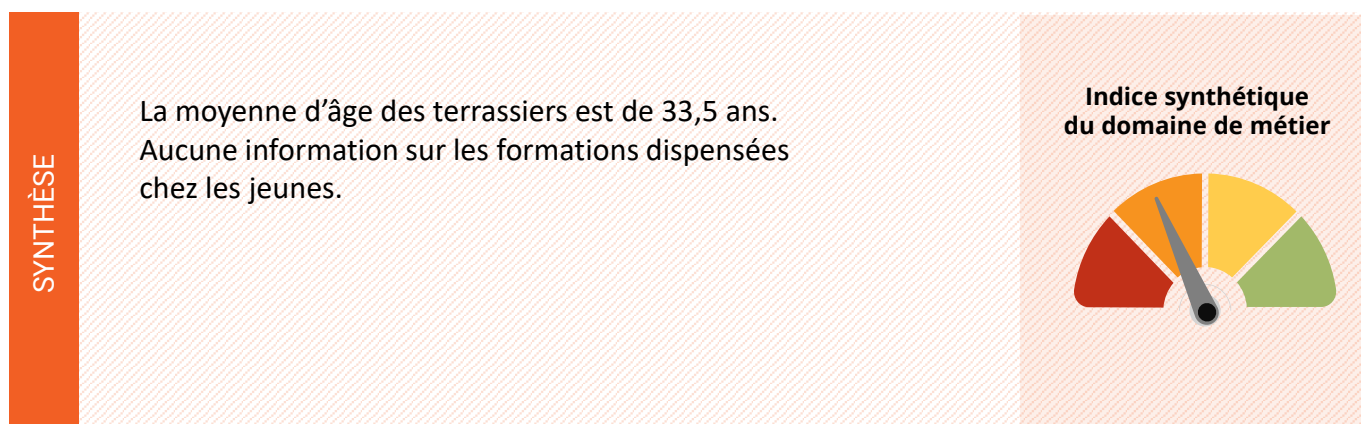 SYNTHÈSE
La moyenne d’âge des terrassiers est de 33,5 ans.
Aucune information sur les formations dispensées
chez les jeunes.
Indice synthétique
du domaine de métier